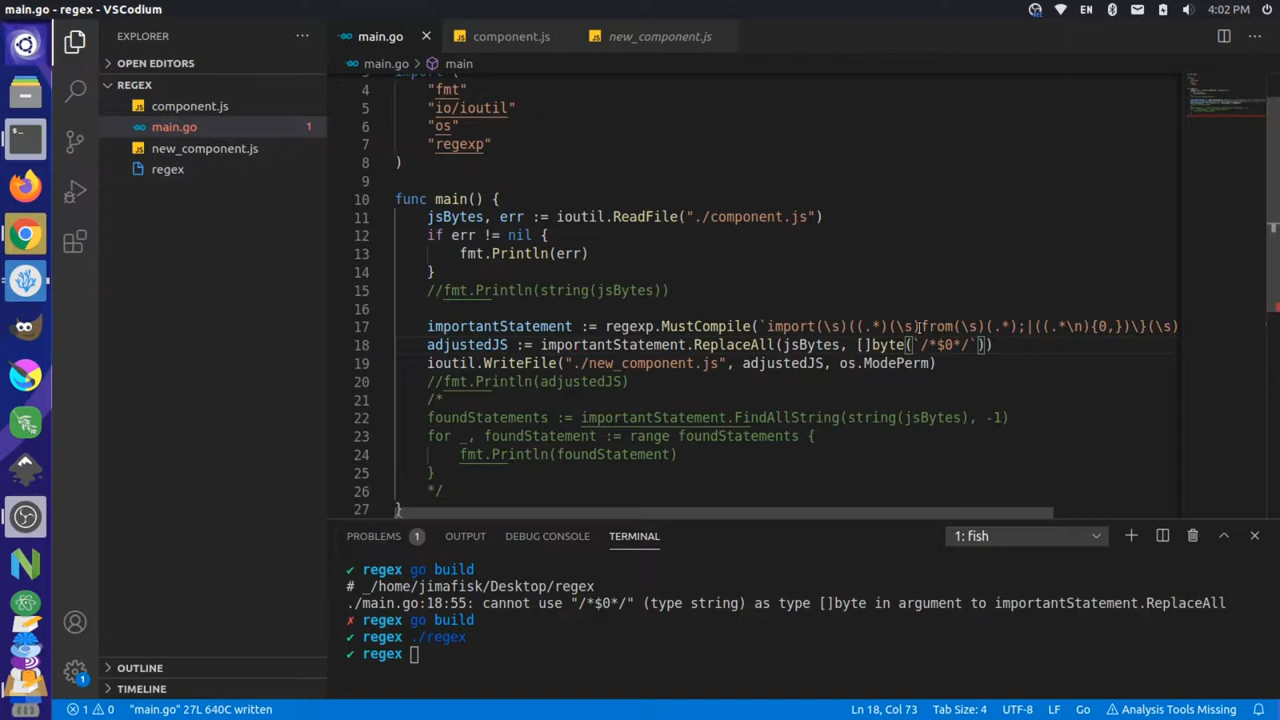 main.go - regex - VSCodium
EN
4:02 PM
EXPLORER
main.go
component.js
new_component.js
OPEN EDITORS
main.go > main
REGEX
component.js
main.go 1
new_component.js
regex
4 "fmt"
5 "io/ioutil"
6 "os"
7 "regexp"
8 )
9
10 func main() {
11 jsBytes, err := ioutil.ReadFile("./component.js")
12 if err != nil {
13 fmt.Println(err)
14 }
15 //fmt.Println(string(jsBytes))
16
17 importantStatement := regexp.MustCompile(`import(\s)((.*)(\s)from(\s)(.*);|((.*\n){0,})\}(\s)
18 adjustedJS := importantStatement.ReplaceAll(jsBytes, []byte(`/*$0*/`))
19 ioutil.WriteFile("./new_component.js", adjustedJS, os.ModePerm)
20 //fmt.Println(adjustedJS)
21 /*
22 foundStatements := importantStatement.FindAllString(string(jsBytes), -1)
23 for _, foundStatement := range foundStatements {
24 fmt.Println(foundStatement)
25 }
26 */
27 }
PROBLEMS 1 OUTPUT DEBUG CONSOLE TERMINAL
1: fish
✔ regex go build
# _/home/jimafisk/Desktop/regex
./main.go:18:55: cannot use "/*$0*/" (type string) as type []byte in argument to importantStatement.ReplaceAll
✗ regex go build
✔ regex ./regex
✔ regex
OUTLINE
TIMELINE
1
1 0 "main.go" 27L 640C written
Ln 18, Col 73 Tab Size: 4 UTF-8 LF Go Analysis Tools Missing